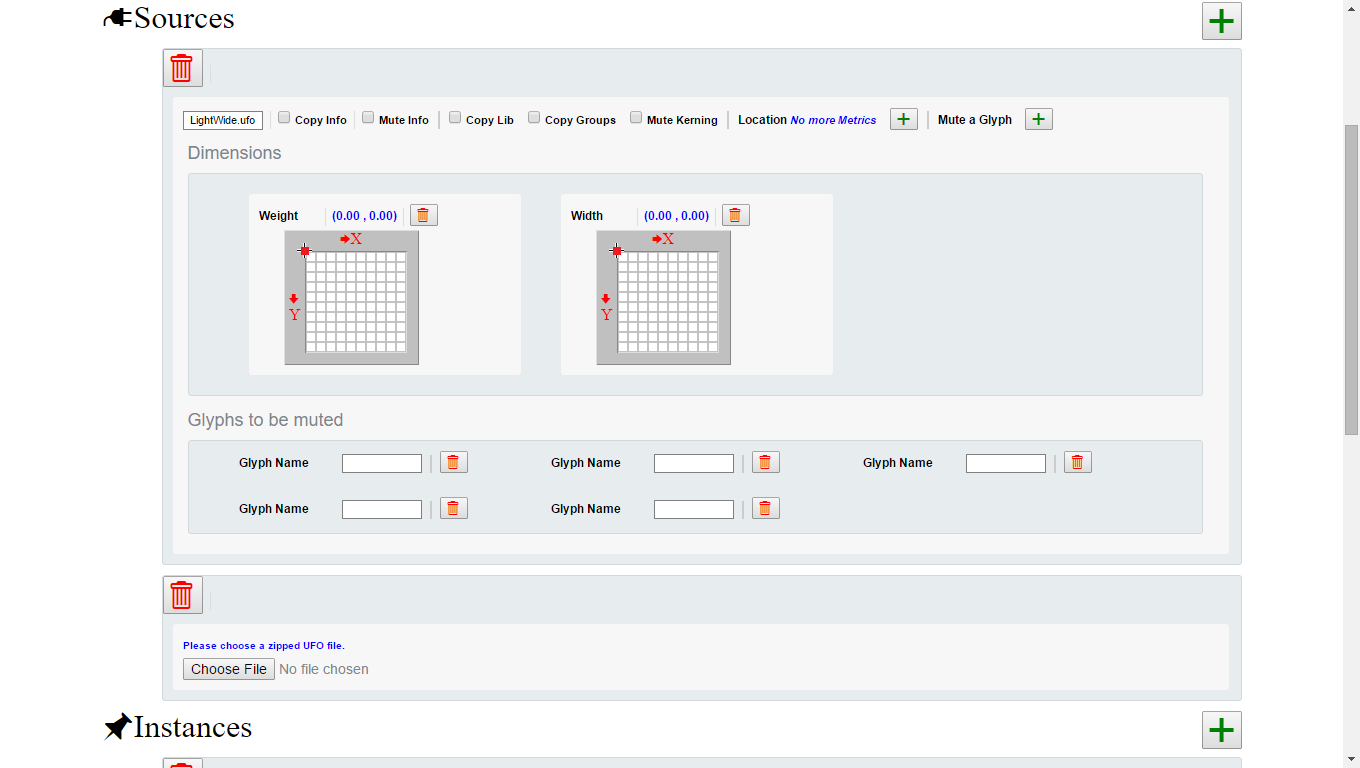 Sources
LightWide.ufo Copy Info Mute Info Copy Lib Copy Groups Mute Kerning Location No more Metrics Mute a Glyph
Dimensions
Weight (0.00 , 0.00) Width (0.00 , 0.00)
X X
Y Y
Glyphs to be muted
Glyph Name Glyph Name Glyph Name
Glyph Name Glyph Name
Please choose a zipped UFO file.
Choose File No file chosen
Instances